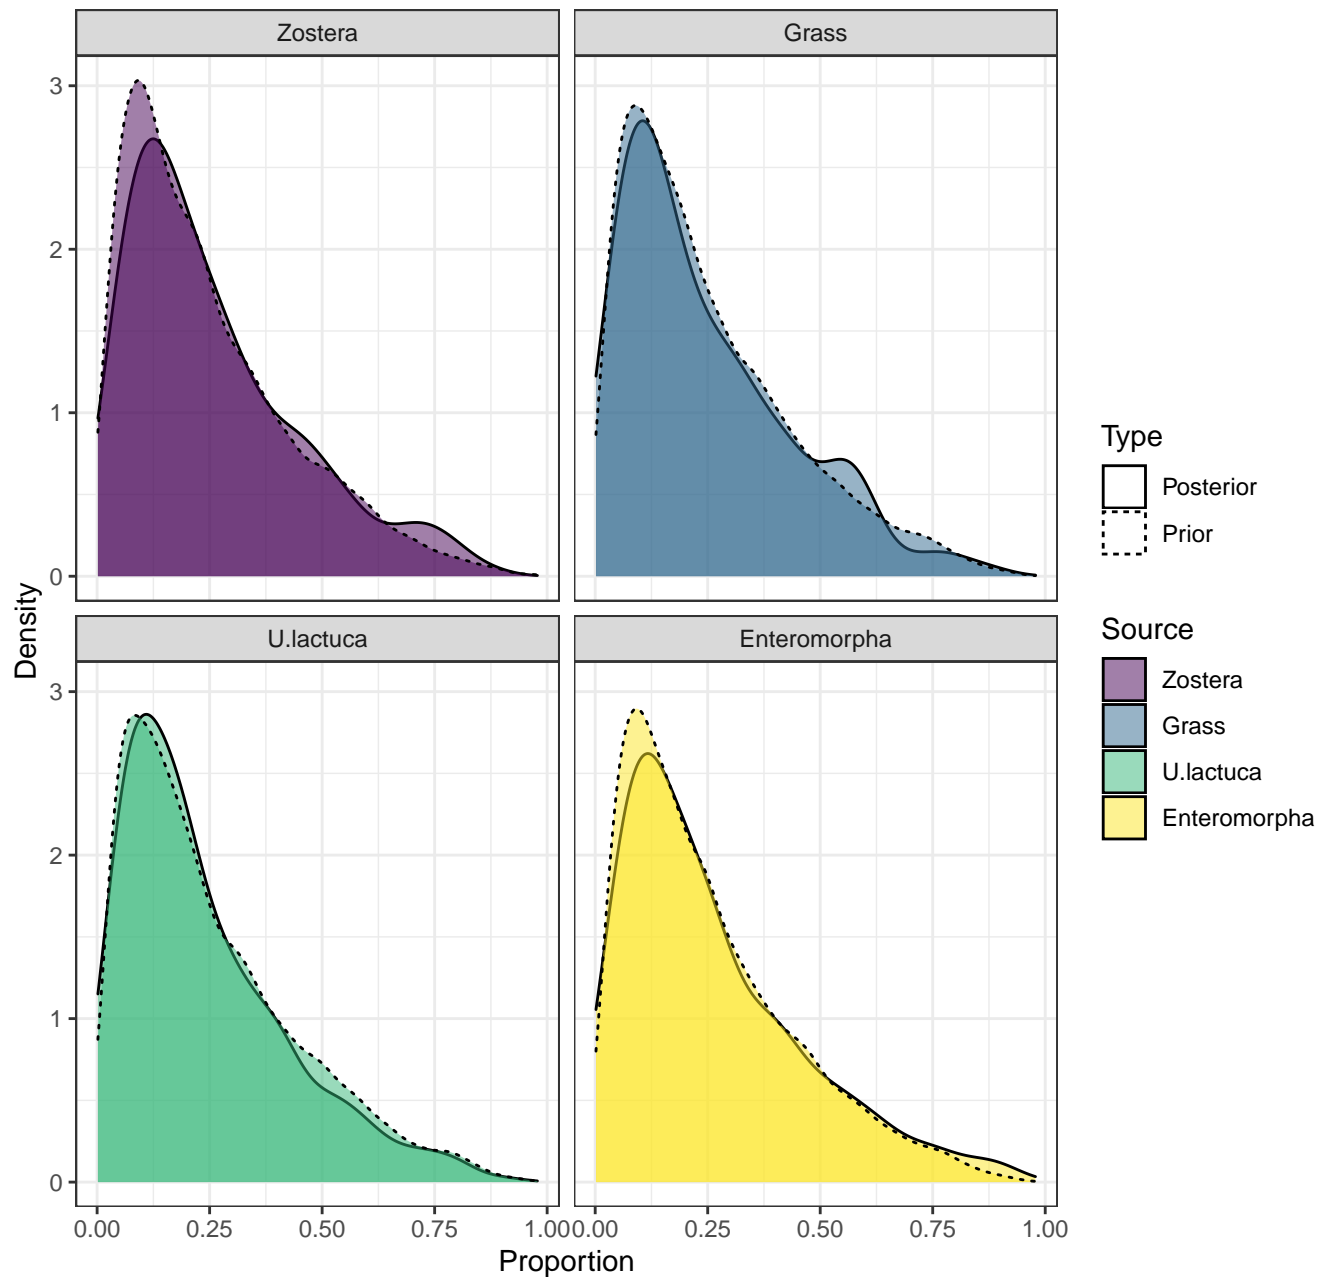 Zostera
Grass
3
2
1
0
Density
U.lactuca
Enteromorpha
3
2
1
0
0.00 0.25 0.50 0.75 1.00 0.00 0.25 0.50 0.75 1.00
Proportion
Type
Posterior
Prior
Source
Zostera
Grass
U.lactuca
Enteromorpha